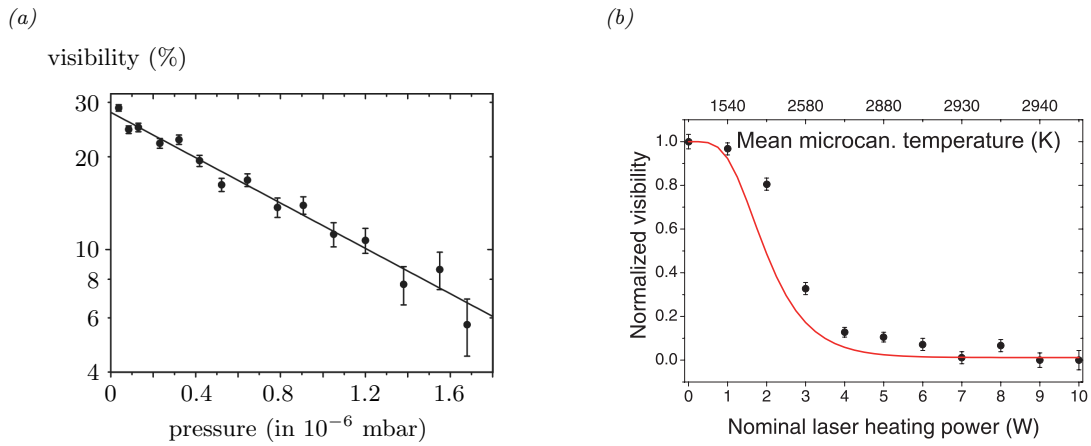 (a)
visibility (%)
30
20
10
8
6
4
0 0.4 0.8 1.2 1.6
pressure (in 10⁻⁶ mbar)
(b)
1540 2580 2880 2930 2940
Mean microcan. temperature (K)
Normalized visibility
1.0
0.8
0.6
0.4
0.2
0.0
0 1 2 3 4 5 6 7 8 9 10
Nominal laser heating power (W)